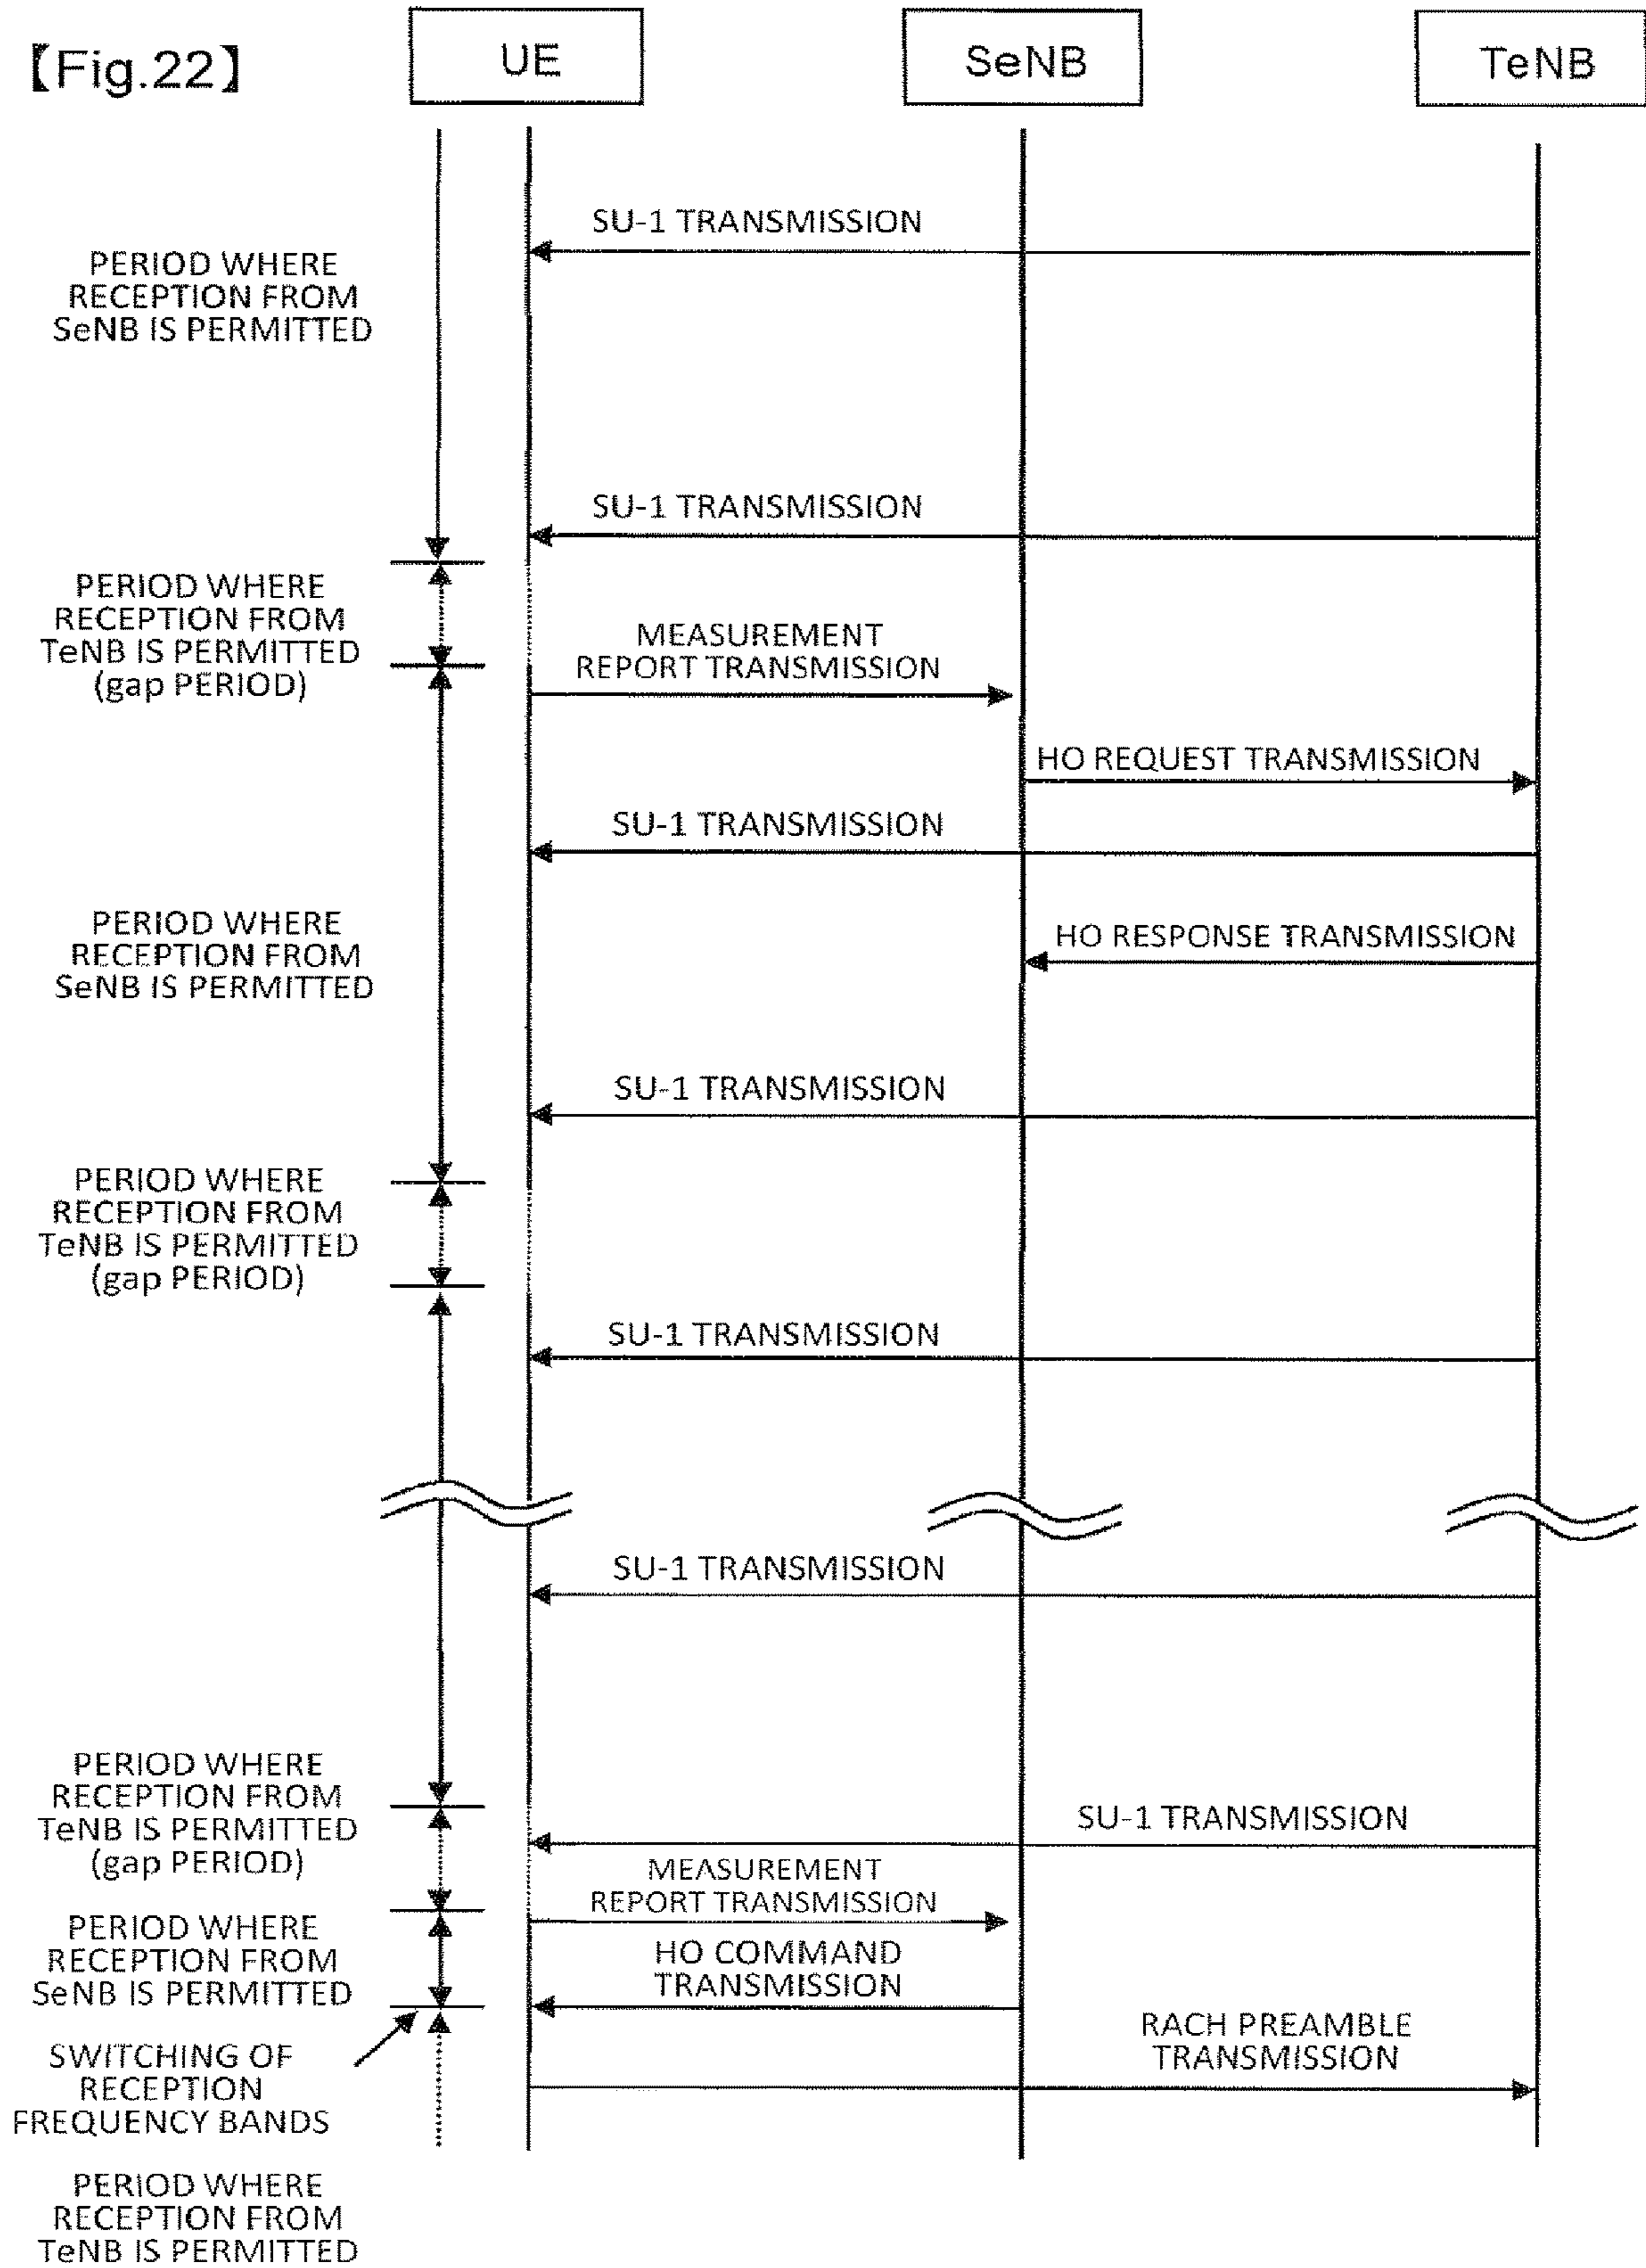 【Fig.22】
UE
SeNB
TeNB
SU-1 TRANSMISSION
PERIOD WHERE
RECEPTION FROM
SeNB IS PERMITTED
SU-1 TRANSMISSION
PERIOD WHERE
RECEPTION FROM
TeNB IS PERMITTED
(gap PERIOD)
MEASUREMENT
REPORT TRANSMISSION
HO REQUEST TRANSMISSION
SU-1 TRANSMISSION
PERIOD WHERE
RECEPTION FROM
SeNB IS PERMITTED
HO RESPONSE TRANSMISSION
SU-1 TRANSMISSION
PERIOD WHERE
RECEPTION FROM
TeNB IS PERMITTED
(gap PERIOD)
SU-1 TRANSMISSION
SU-1 TRANSMISSION
PERIOD WHERE
RECEPTION FROM
TeNB IS PERMITTED
(gap PERIOD)
SU-1 TRANSMISSION
MEASUREMENT
REPORT TRANSMISSION
PERIOD WHERE
RECEPTION FROM
SeNB IS PERMITTED
HO COMMAND
TRANSMISSION
SWITCHING OF
RECEPTION
FREQUENCY BANDS
RACH PREAMBLE
TRANSMISSION
PERIOD WHERE
RECEPTION FROM
TeNB IS PERMITTED